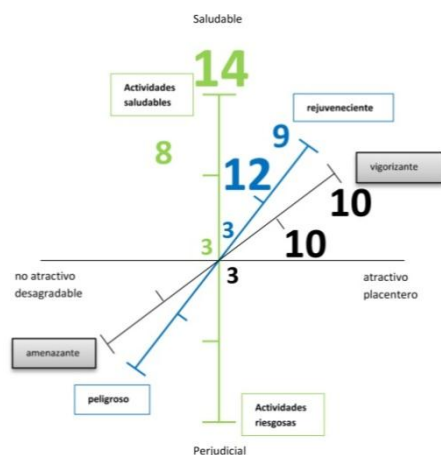 Saludable
14
Actividades
saludables
rejuveneciente
8
9
12
vigorizante
10
3
3
10
3
no atractivo
desagradable
atractivo
placentero
amenazante
peligroso
Actividades
riesgosas
Perjudicial